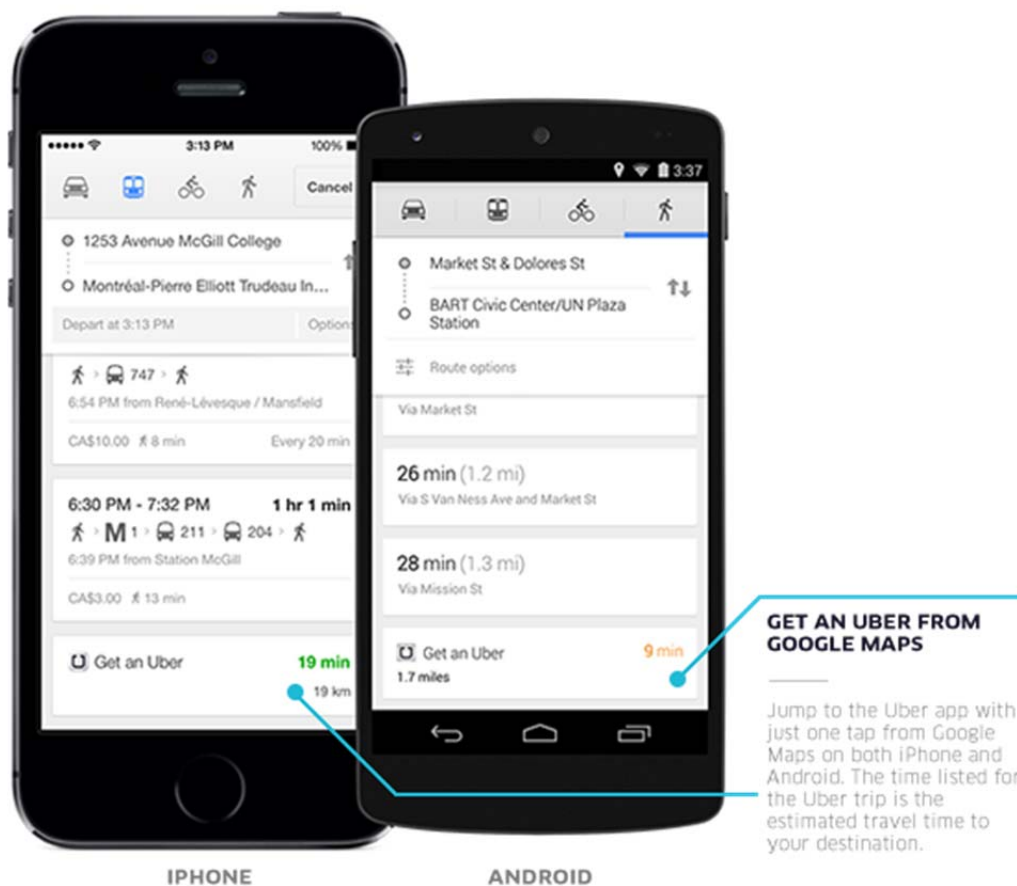 3:13 PM
100%
Cancel
1253 Avenue McGill College
Montréal-Pierre Elliott Trudeau In...
Depart at 3:13 PM
Options
747
6:54 PM from René-Lévesque / Mansfield
CA$10.00 8 min
Every 20 min
6:30 PM - 7:32 PM
1 hr 1 min
M 1 > 211 > 204 >
6:39 PM from Station McGill
CA$3.00 13 min
Get an Uber
19 min
19 km
IPHONE
3:37
Market St & Dolores St
BART Civic Center/UN Plaza
Station
Route options
Via Market St
26 min (1.2 mi)
Via S Van Ness Ave and Market St
28 min (1.3 mi)
Via Mission St
Get an Uber
9 min
1.7 miles
ANDROID
GET AN UBER FROM
GOOGLE MAPS
Jump to the Uber app with
just one tap from Google
Maps on both iPhone and
Android. The time listed for
the Uber trip is the
estimated travel time to
your destination.